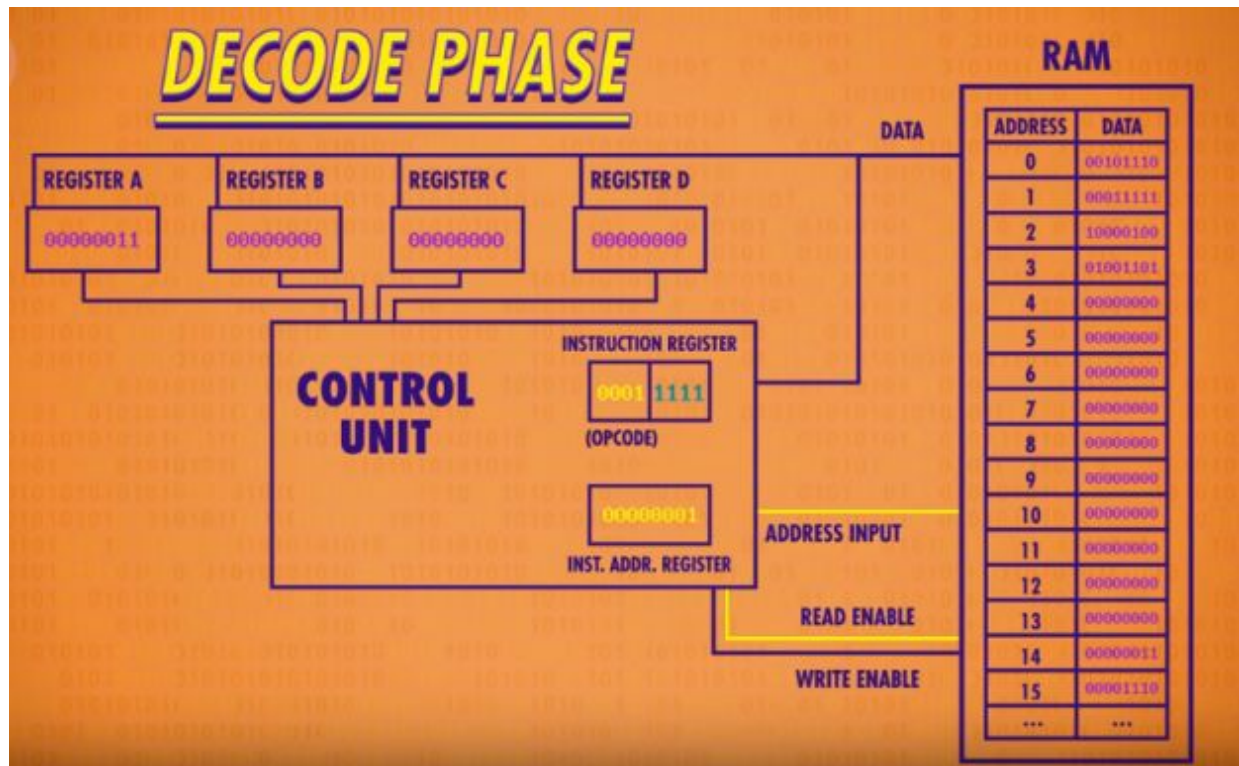 DECODE PHASE
RAM
DATA
ADDRESS DATA
0 00101110
1 00011111
2 10000100
3 01001101
4 00000000
5 00000000
6 00000000
7 00000000
8 00000000
9 00000000
10 00000000
11 00000000
12 00000000
13 00000000
14 00000011
15 00001110
... ...
REGISTER A
00000011
REGISTER B
00000000
REGISTER C
00000000
REGISTER D
00000000
CONTROL
UNIT
INSTRUCTION REGISTER
0001 1111
(OPCODE)
00000001
INST. ADDR. REGISTER
ADDRESS INPUT
READ ENABLE
WRITE ENABLE